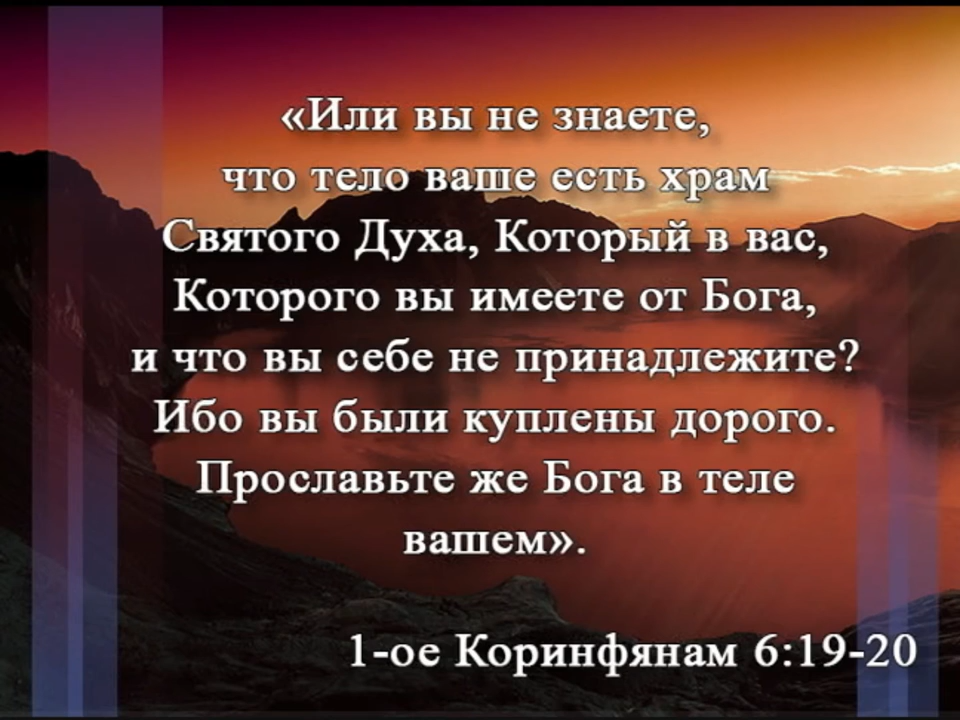 «Или вы не знаете,
что тело ваше есть храм
Святого Духа, Который в вас,
Которого вы имеете от Бога,
и что вы себе не принадлежите?
Ибо вы были куплены дорого.
Прославьте же Бога в теле
вашем».
1-ое Коринфянам 6:19-20